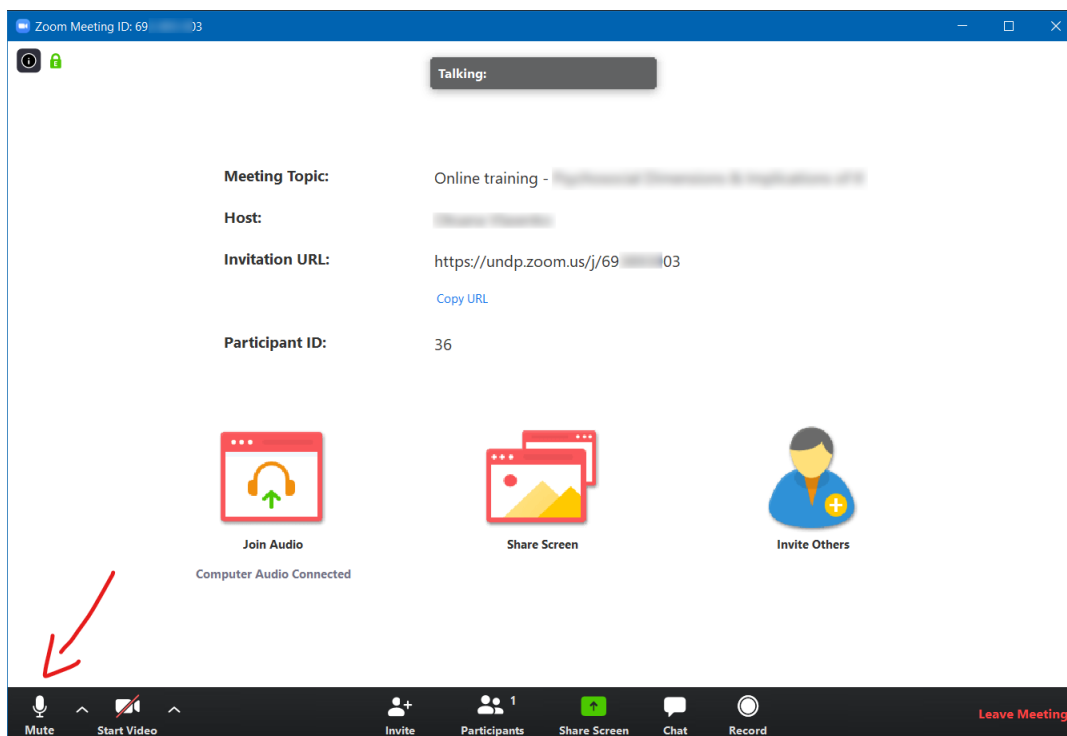 Zoom Meeting ID: 69 03
Talking:
Meeting Topic: Online training -
Host:
Invitation URL: https://undp.zoom.us/j/69 03
Copy URL
Participant ID: 36
Join Audio Share Screen Invite Others
Computer Audio Connected
1
Mute Start Video Invite Participants Share Screen Chat Record Leave Meeting